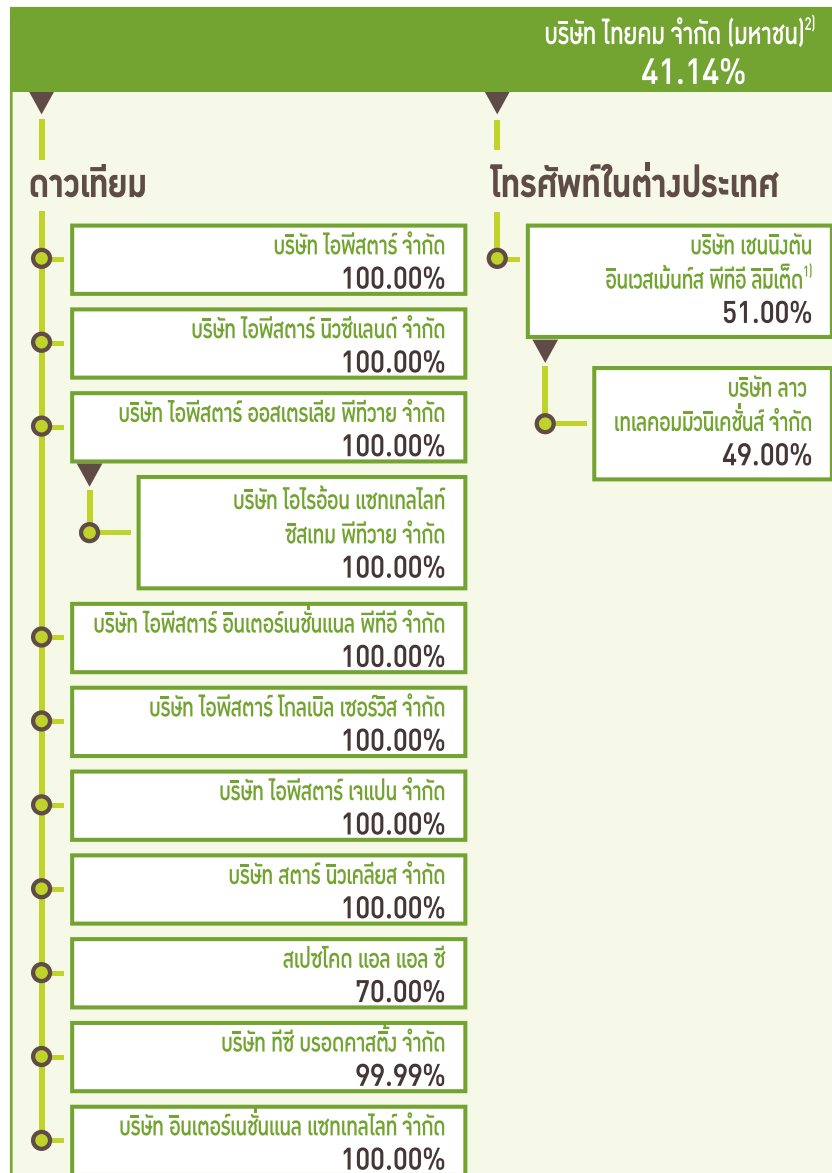 บริษัท ไทยคม จำกัด (มหาชน)2)
41.14%
ดาวเทียม
บริษัท ไอพีสตาร์ จำกัด
100.00%
บริษัท ไอพีสตาร์ นิวซีแลนด์ จำกัด
100.00%
บริษัท ไอพีสตาร์ ออสเตรเลีย พีทีวาย จำกัด
100.00%
บริษัท โอไรอ้อน แซทเทลไลท์
ซิสเทม พีทีวาย จำกัด
100.00%
บริษัท ไอพีสตาร์ อินเตอร์เนชั่นแนล พีทีอี จำกัด
100.00%
บริษัท ไอพีสตาร์ โกลเบิล เซอร์วิส จำกัด
100.00%
บริษัท ไอพีสตาร์ เจแปน จำกัด
100.00%
บริษัท สตาร์ นิวเคลียส จำกัด
100.00%
สเปซโคด แอล แอล ซี
70.00%
บริษัท ทีซี บรอดคาสติ้ง จำกัด
99.99%
บริษัท อินเตอร์เนชั่นแนล แซทเทลไลท์ จำกัด
100.00%
โทรศัพท์ในต่างประเทศ
บริษัท เชนนิงตัน
อินเวสเม้นท์ส พีทีอี ลิมิเต็ด1)
51.00%
บริษัท ลาว
เทเลคอมมิวนิเคชั่นส์ จำกัด
49.00%